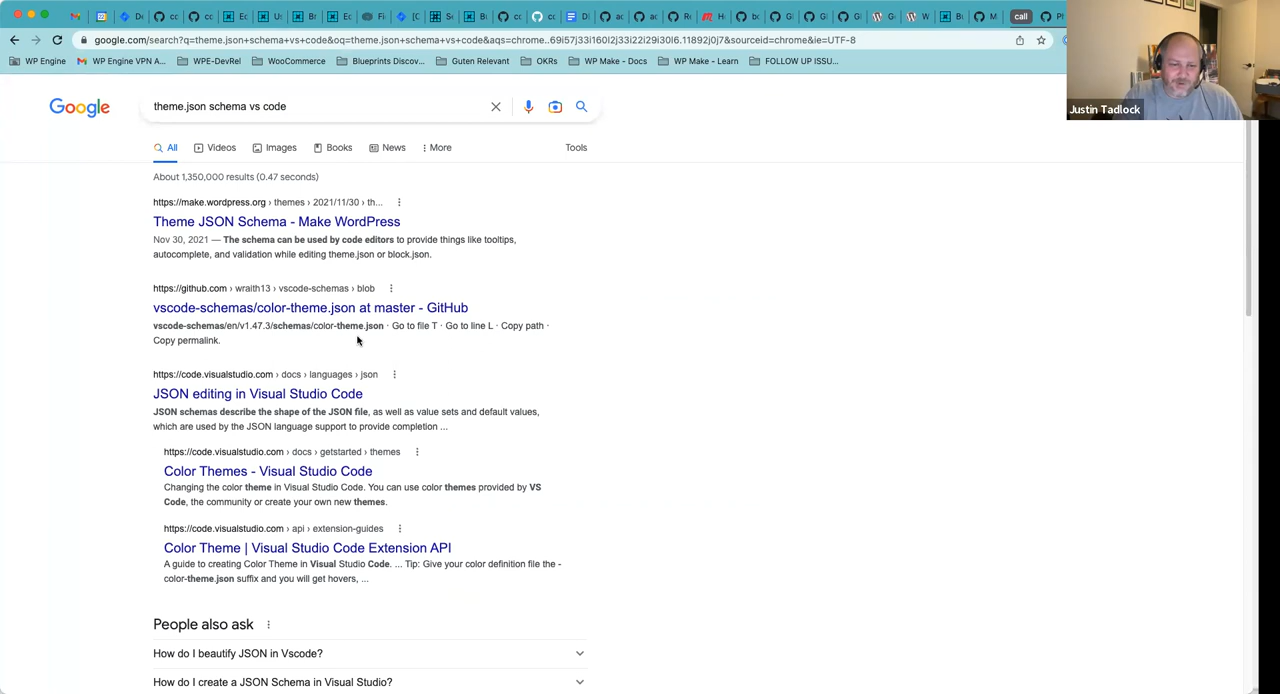 call
google.com/search?q=theme.json+schema+vs+code&oq=theme.json+schema+vs+code&aqs=chrome..69i57j33i160l2j33i22i29i30l6.11892j0j7&sourceid=chrome&ie=UTF-8
WP Engine
WP Engine VPN A...
WPE-DevRel
WooCommerce
Blueprints Discov...
Guten Relevant
OKRs
WP Make - Docs
WP Make - Learn
FOLLOW UP ISSU...
Justin Tadlock
Google
theme.json schema vs code
All
Videos
Images
Books
News
More
Tools
About 1,350,000 results (0.47 seconds)
https://make.wordpress.org › themes › 2021/11/30 › th...
Theme JSON Schema - Make WordPress
Nov 30, 2021 — The schema can be used by code editors to provide things like tooltips,
autocomplete, and validation while editing theme.json or block.json.
https://github.com › wraith13 › vscode-schemas › blob
vscode-schemas/color-theme.json at master - GitHub
vscode-schemas/en/v1.47.3/schemas/color-theme.json · Go to file T · Go to line L · Copy path ·
Copy permalink.
https://code.visualstudio.com › docs › languages › json
JSON editing in Visual Studio Code
JSON schemas describe the shape of the JSON file, as well as value sets and default values,
which are used by the JSON language support to provide completion ...
https://code.visualstudio.com › docs › getstarted › themes
Color Themes - Visual Studio Code
Changing the color theme in Visual Studio Code. You can use color themes provided by VS
Code, the community or create your own new themes.
https://code.visualstudio.com › api › extension-guides
Color Theme | Visual Studio Code Extension API
A guide to creating Color Theme in Visual Studio Code. ... Tip: Give your color definition file the -
color-theme.json suffix and you will get hovers, ...
People also ask
How do I beautify JSON in Vscode?
How do I create a JSON Schema in Visual Studio?